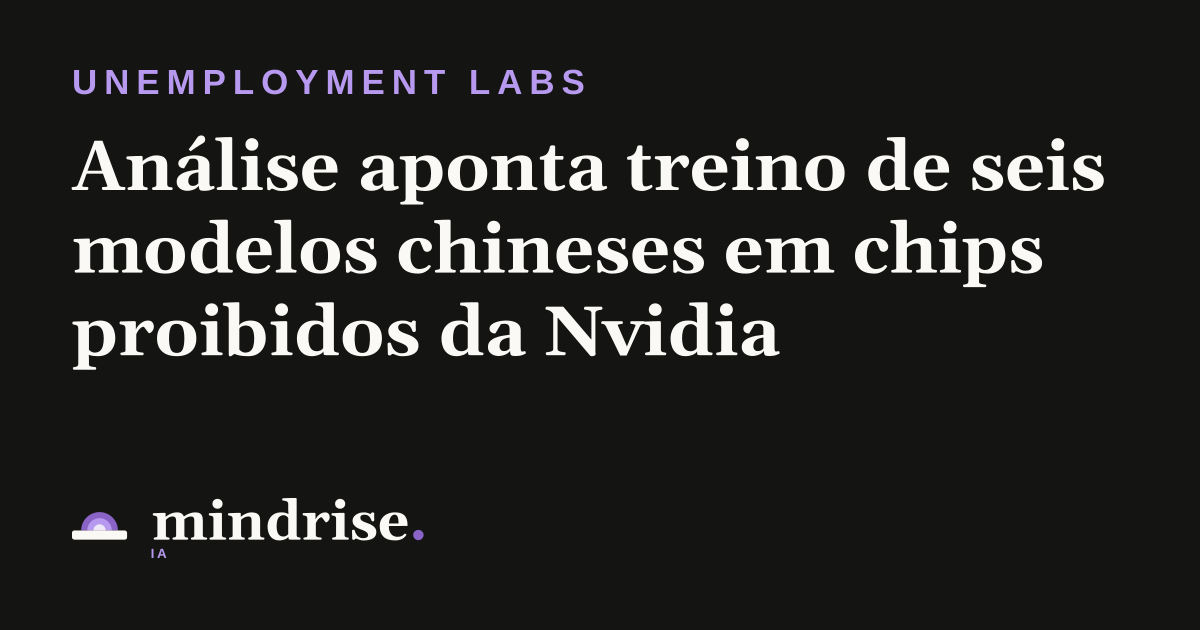 UNEMPLOYMENT LABS
Análise aponta treino de seis
modelos chineses em chips
proibidos da Nvidia
mindrise.
IA